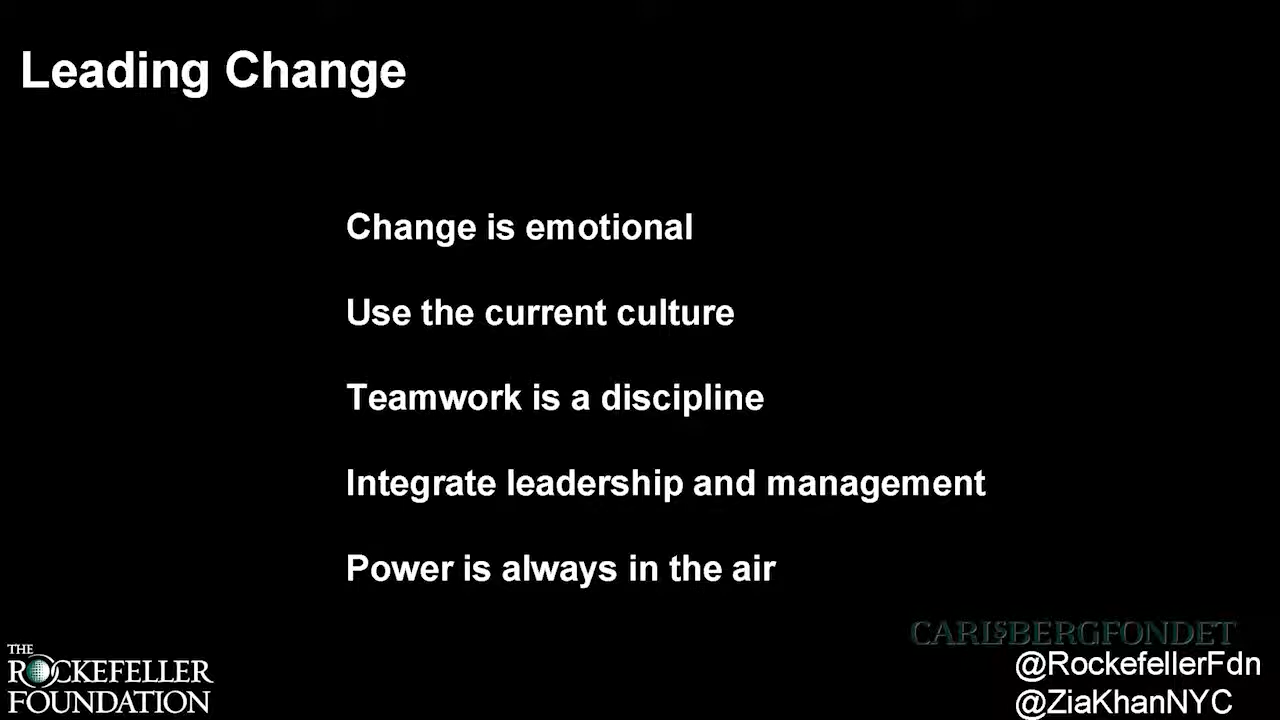 Leading Change
Change is emotional
Use the current culture
Teamwork is a discipline
Integrate leadership and management
Power is always in the air
CARLSBERGFONDET
THE
ROCKEFELLER
FOUNDATION
@RockefellerFdn
@ZiaKhanNYC